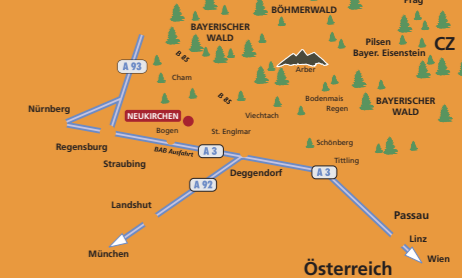 Prag
BÖHMERWALD
BAYERISCHER
WALD
Pilsen
CZ
Bayer. Eisenstein
B 85
A 93
Arber
Cham
B 85
Bodenmais
Regen
BAYERISCHER
WALD
Nürnberg
NEUKIRCHEN
Viechtach
Bogen
St. Englmar
Schönberg
Regensburg
BAB Ausfahrt
A 3
Straubing
Tittling
Deggendorf
A 3
A 92
Landshut
Passau
Linz
München
Wien
Österreich